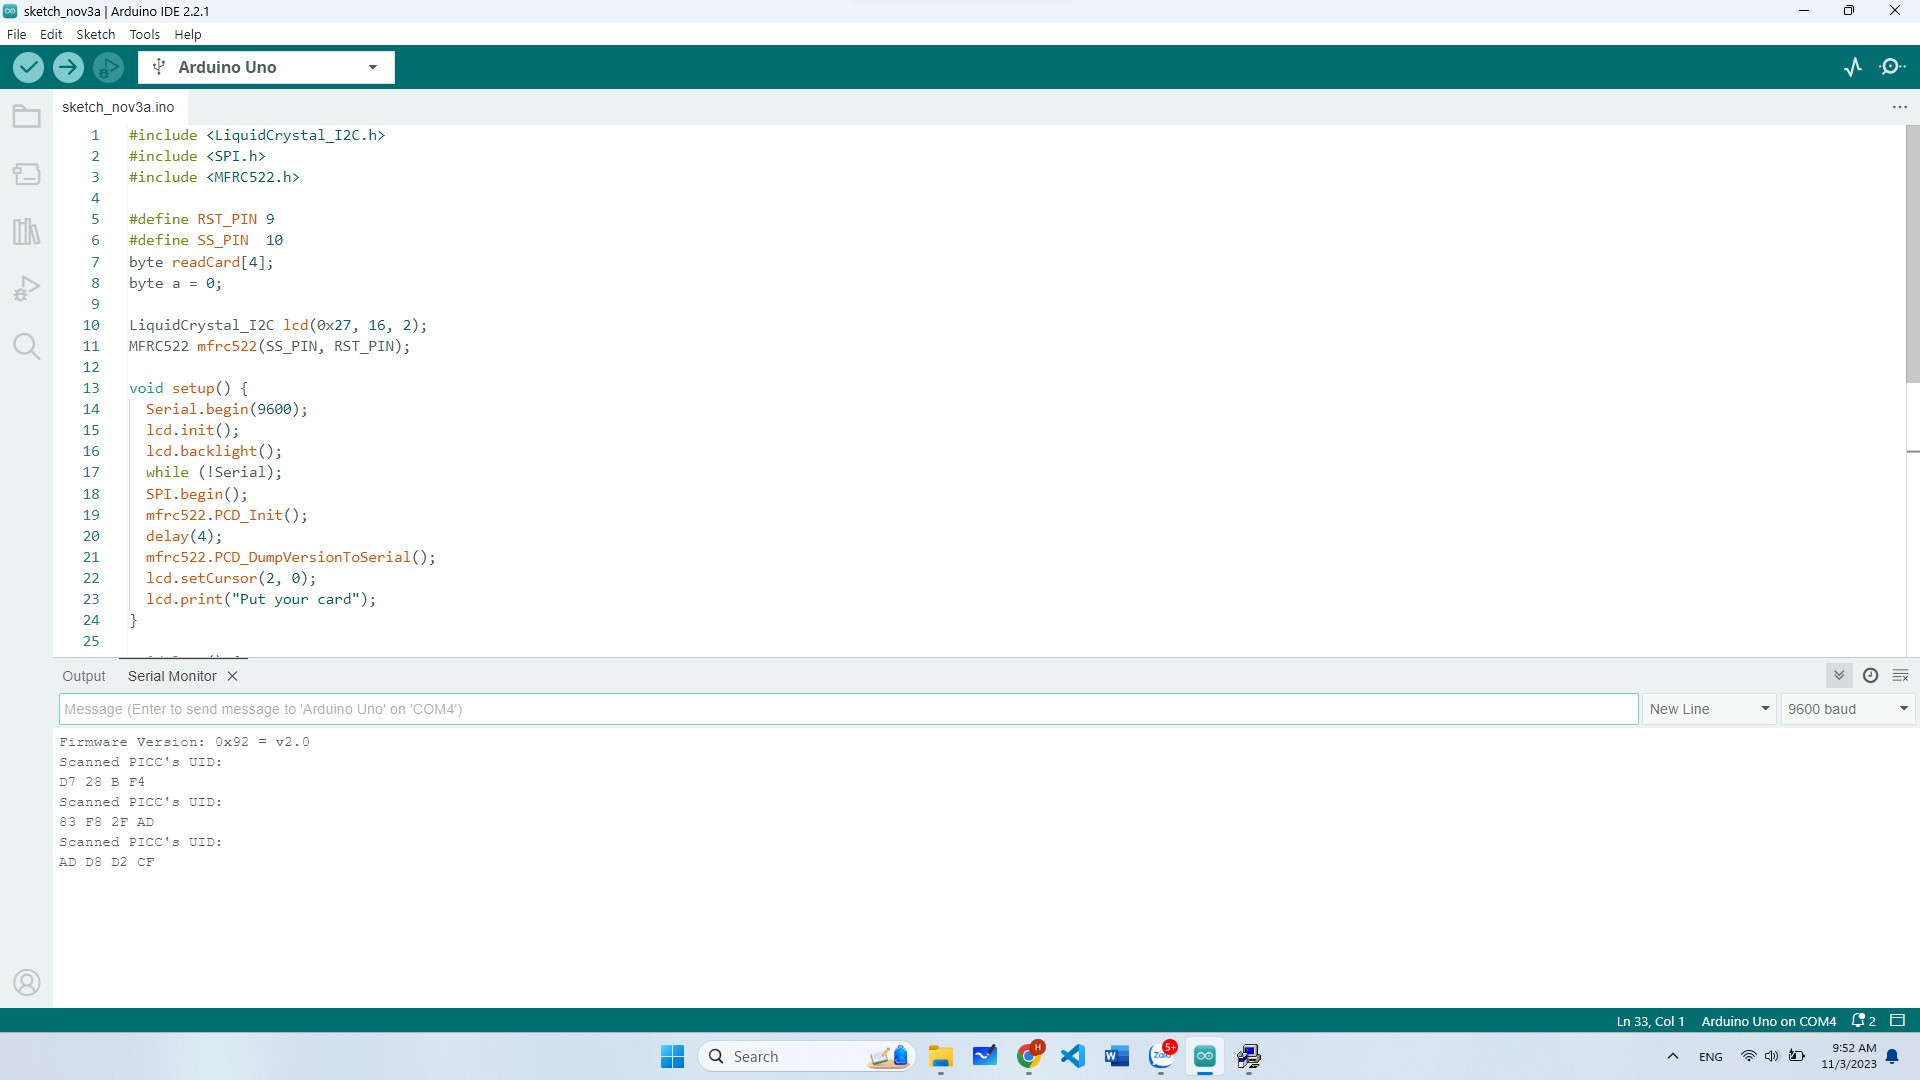 sketch_nov3a | Arduino IDE 2.2.1
File Edit Sketch Tools Help
Arduino Uno
sketch_nov3a.ino
1 #include <LiquidCrystal_I2C.h>
2 #include <SPI.h>
3 #include <MFRC522.h>
4
5 #define RST_PIN 9
6 #define SS_PIN  10
7 byte readCard[4];
8 byte a = 0;
9
10 LiquidCrystal_I2C lcd(0x27, 16, 2);
11 MFRC522 mfrc522(SS_PIN, RST_PIN);
12
13 void setup() {
14   Serial.begin(9600);
15   lcd.init();
16   lcd.backlight();
17   while (!Serial);
18   SPI.begin();
19   mfrc522.PCD_Init();
20   delay(4);
21   mfrc522.PCD_DumpVersionToSerial();
22   lcd.setCursor(2, 0);
23   lcd.print("Put your card");
24 }
25
Output Serial Monitor
Message (Enter to send message to 'Arduino Uno' on 'COM4') New Line 9600 baud
Firmware Version: 0x92 = v2.0
Scanned PICC's UID:
D7 28 B F4
Scanned PICC's UID:
83 F8 2F AD
Scanned PICC's UID:
AD D8 D2 CF
Ln 33, Col 1 Arduino Uno on COM4 2
Search H Zalo 5+ ENG 9:52 AM
11/3/2023